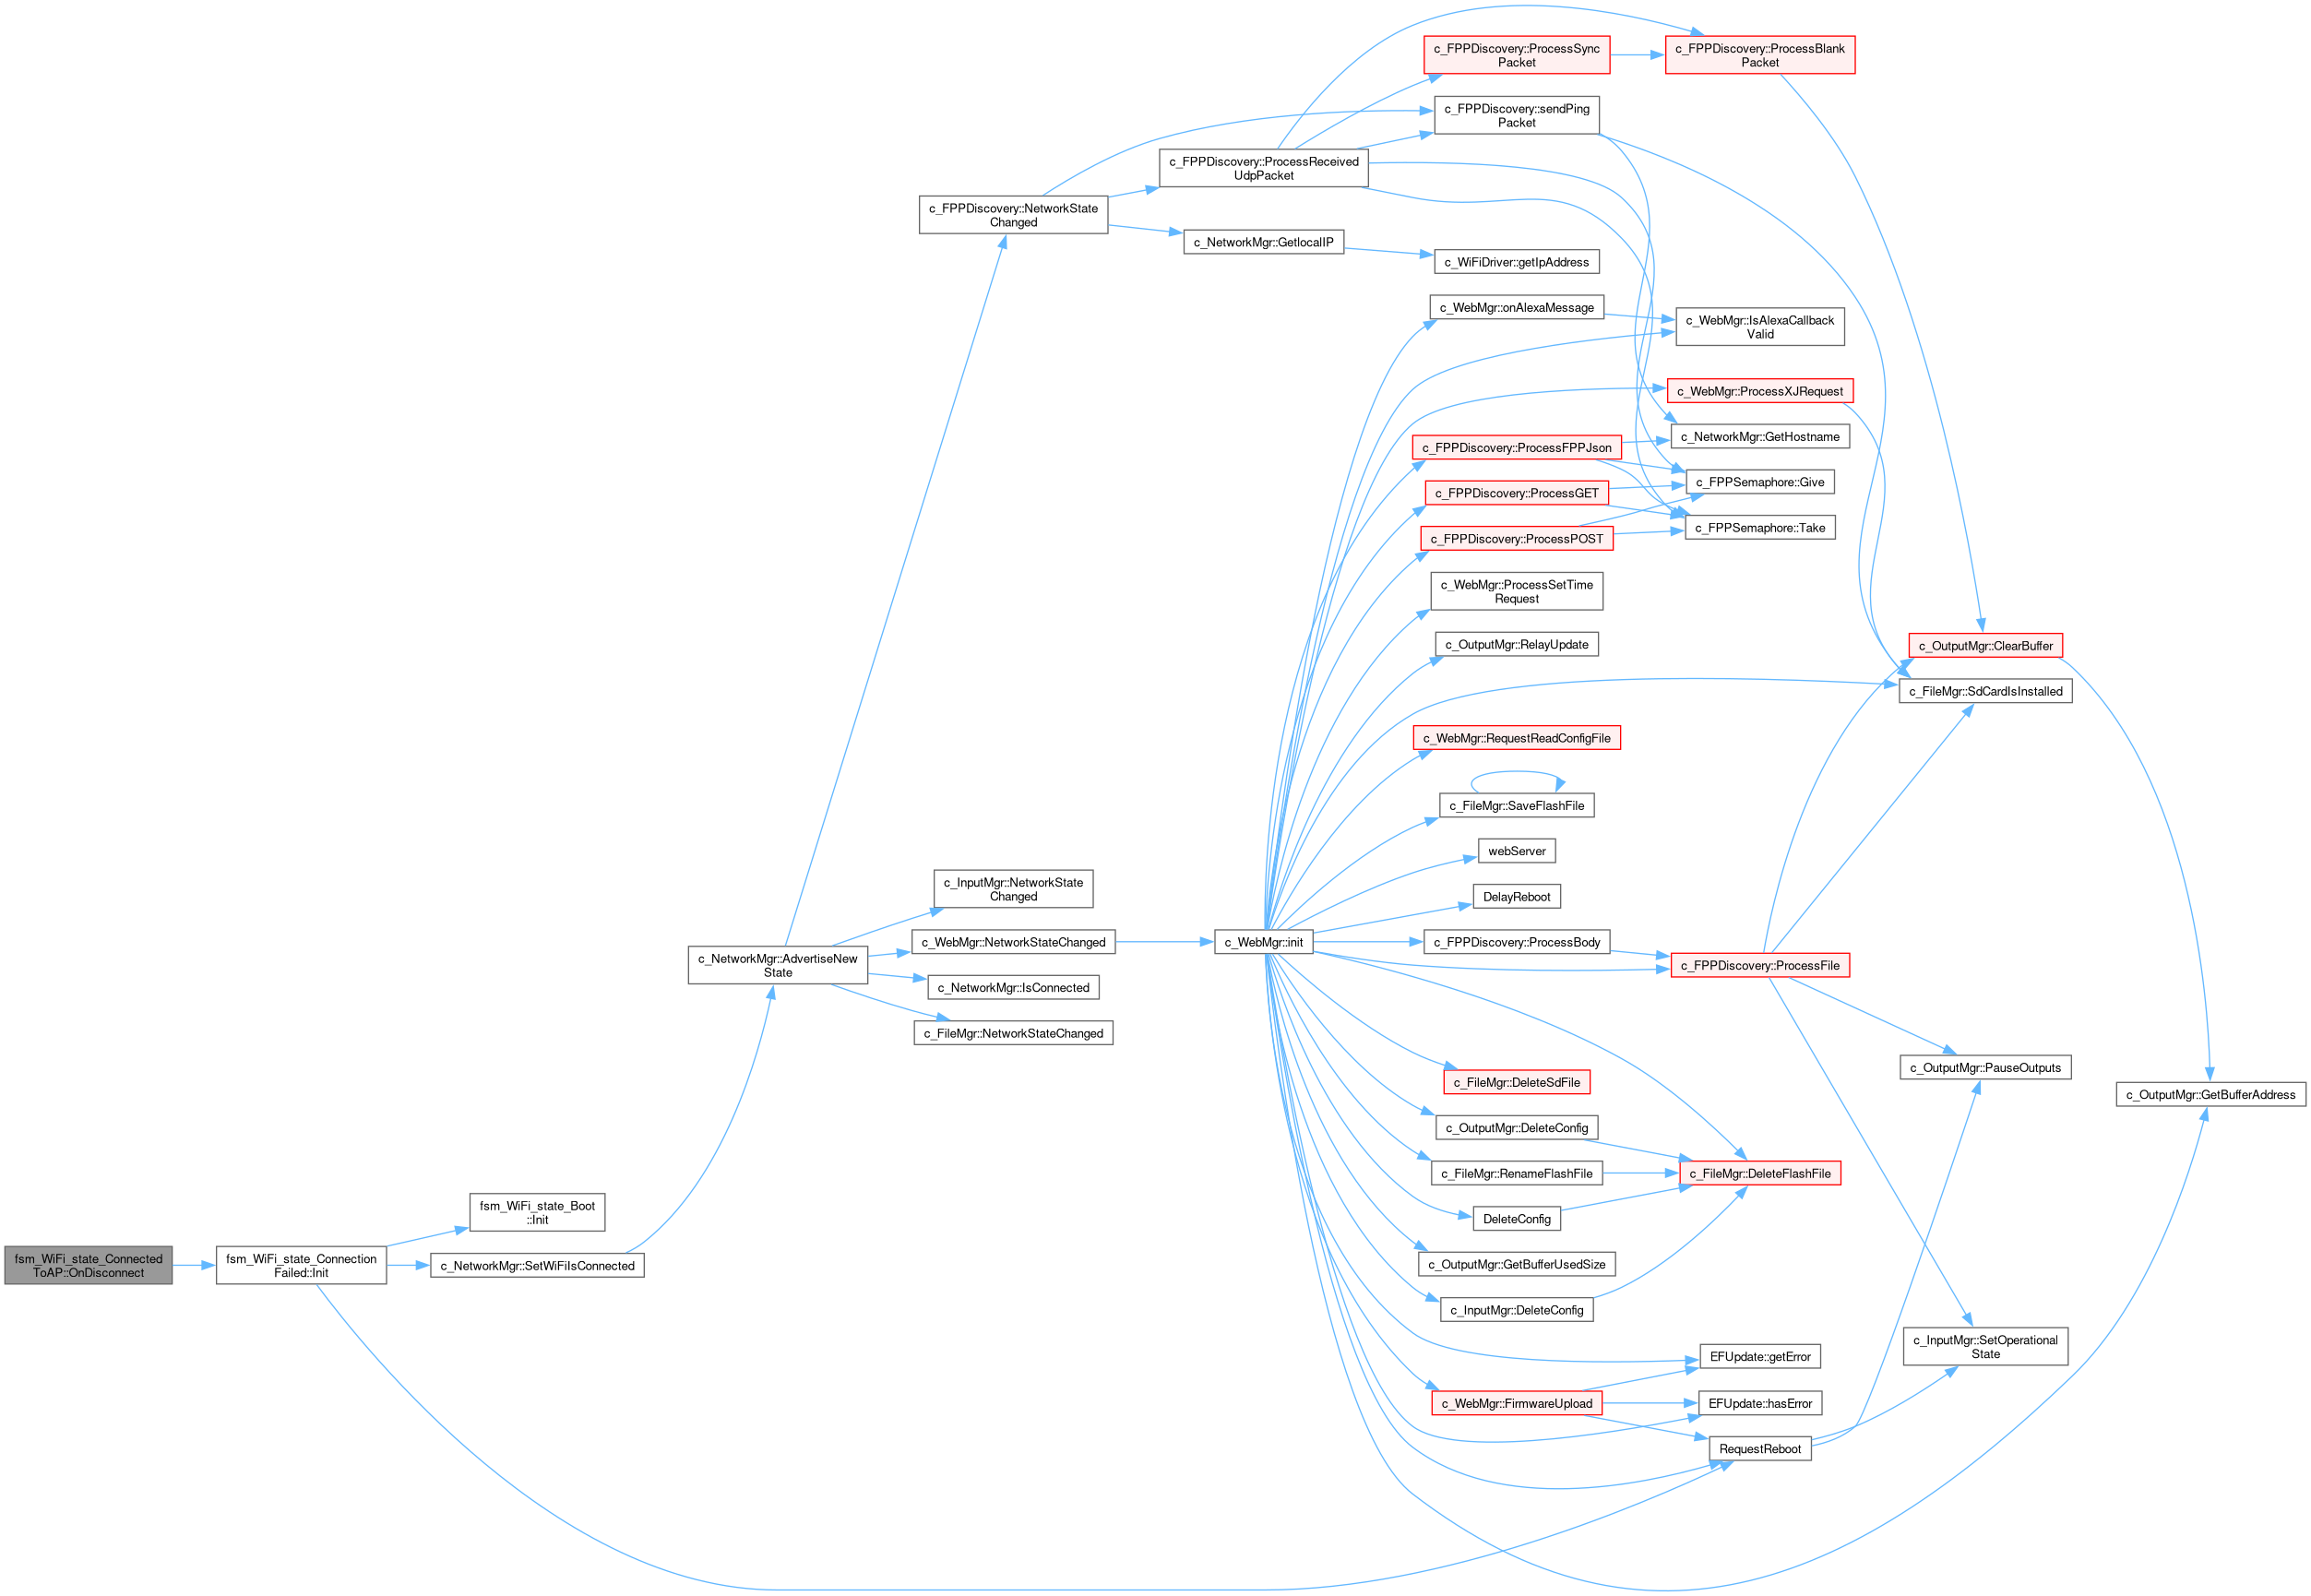 c_FPPDiscovery::ProcessSync
Packet
c_FPPDiscovery::ProcessBlank
Packet
c_FPPDiscovery::sendPing
Packet
c_FPPDiscovery::ProcessReceived
UdpPacket
c_FPPDiscovery::NetworkState
Changed
c_NetworkMgr::GetlocalIP
c_WiFiDriver::getIpAddress
c_WebMgr::onAlexaMessage
c_WebMgr::IsAlexaCallback
Valid
c_WebMgr::ProcessXJRequest
c_NetworkMgr::GetHostname
c_FPPDiscovery::ProcessFPPJson
c_FPPSemaphore::Give
c_FPPDiscovery::ProcessGET
c_FPPSemaphore::Take
c_FPPDiscovery::ProcessPOST
c_WebMgr::ProcessSetTime
Request
c_OutputMgr::RelayUpdate
c_OutputMgr::ClearBuffer
c_FileMgr::SdCardIsInstalled
c_WebMgr::RequestReadConfigFile
c_FileMgr::SaveFlashFile
webServer
DelayReboot
c_InputMgr::NetworkState
Changed
c_WebMgr::NetworkStateChanged
c_WebMgr::init
c_FPPDiscovery::ProcessBody
c_NetworkMgr::AdvertiseNew
State
c_FPPDiscovery::ProcessFile
c_NetworkMgr::IsConnected
c_FileMgr::NetworkStateChanged
c_OutputMgr::PauseOutputs
c_FileMgr::DeleteSdFile
c_OutputMgr::GetBufferAddress
c_OutputMgr::DeleteConfig
c_FileMgr::RenameFlashFile
c_FileMgr::DeleteFlashFile
DeleteConfig
fsm_WiFi_state_Boot
::Init
fsm_WiFi_state_Connected
ToAP::OnDisconnect
fsm_WiFi_state_Connection
Failed::Init
c_NetworkMgr::SetWiFiIsConnected
c_OutputMgr::GetBufferUsedSize
c_InputMgr::DeleteConfig
c_InputMgr::SetOperational
State
EFUpdate::getError
c_WebMgr::FirmwareUpload
EFUpdate::hasError
RequestReboot